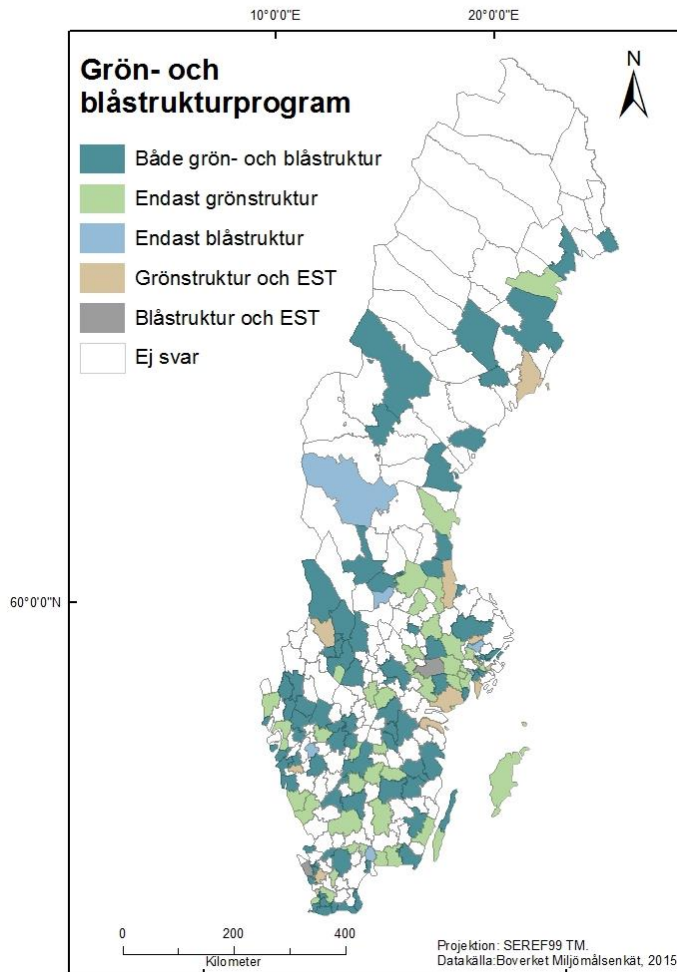 10°0'0"E 20°0'0"E
Grön- och
blåstrukturprogram
N
Både grön- och blåstruktur
Endast grönstruktur
Endast blåstruktur
Grönstruktur och EST
Blåstruktur och EST
Ej svar
60°0'0"N
0 200 400
Kilometer
Projektion: SEREF99 TM.
Datakälla:Boverket Miljömålsenkät, 2015